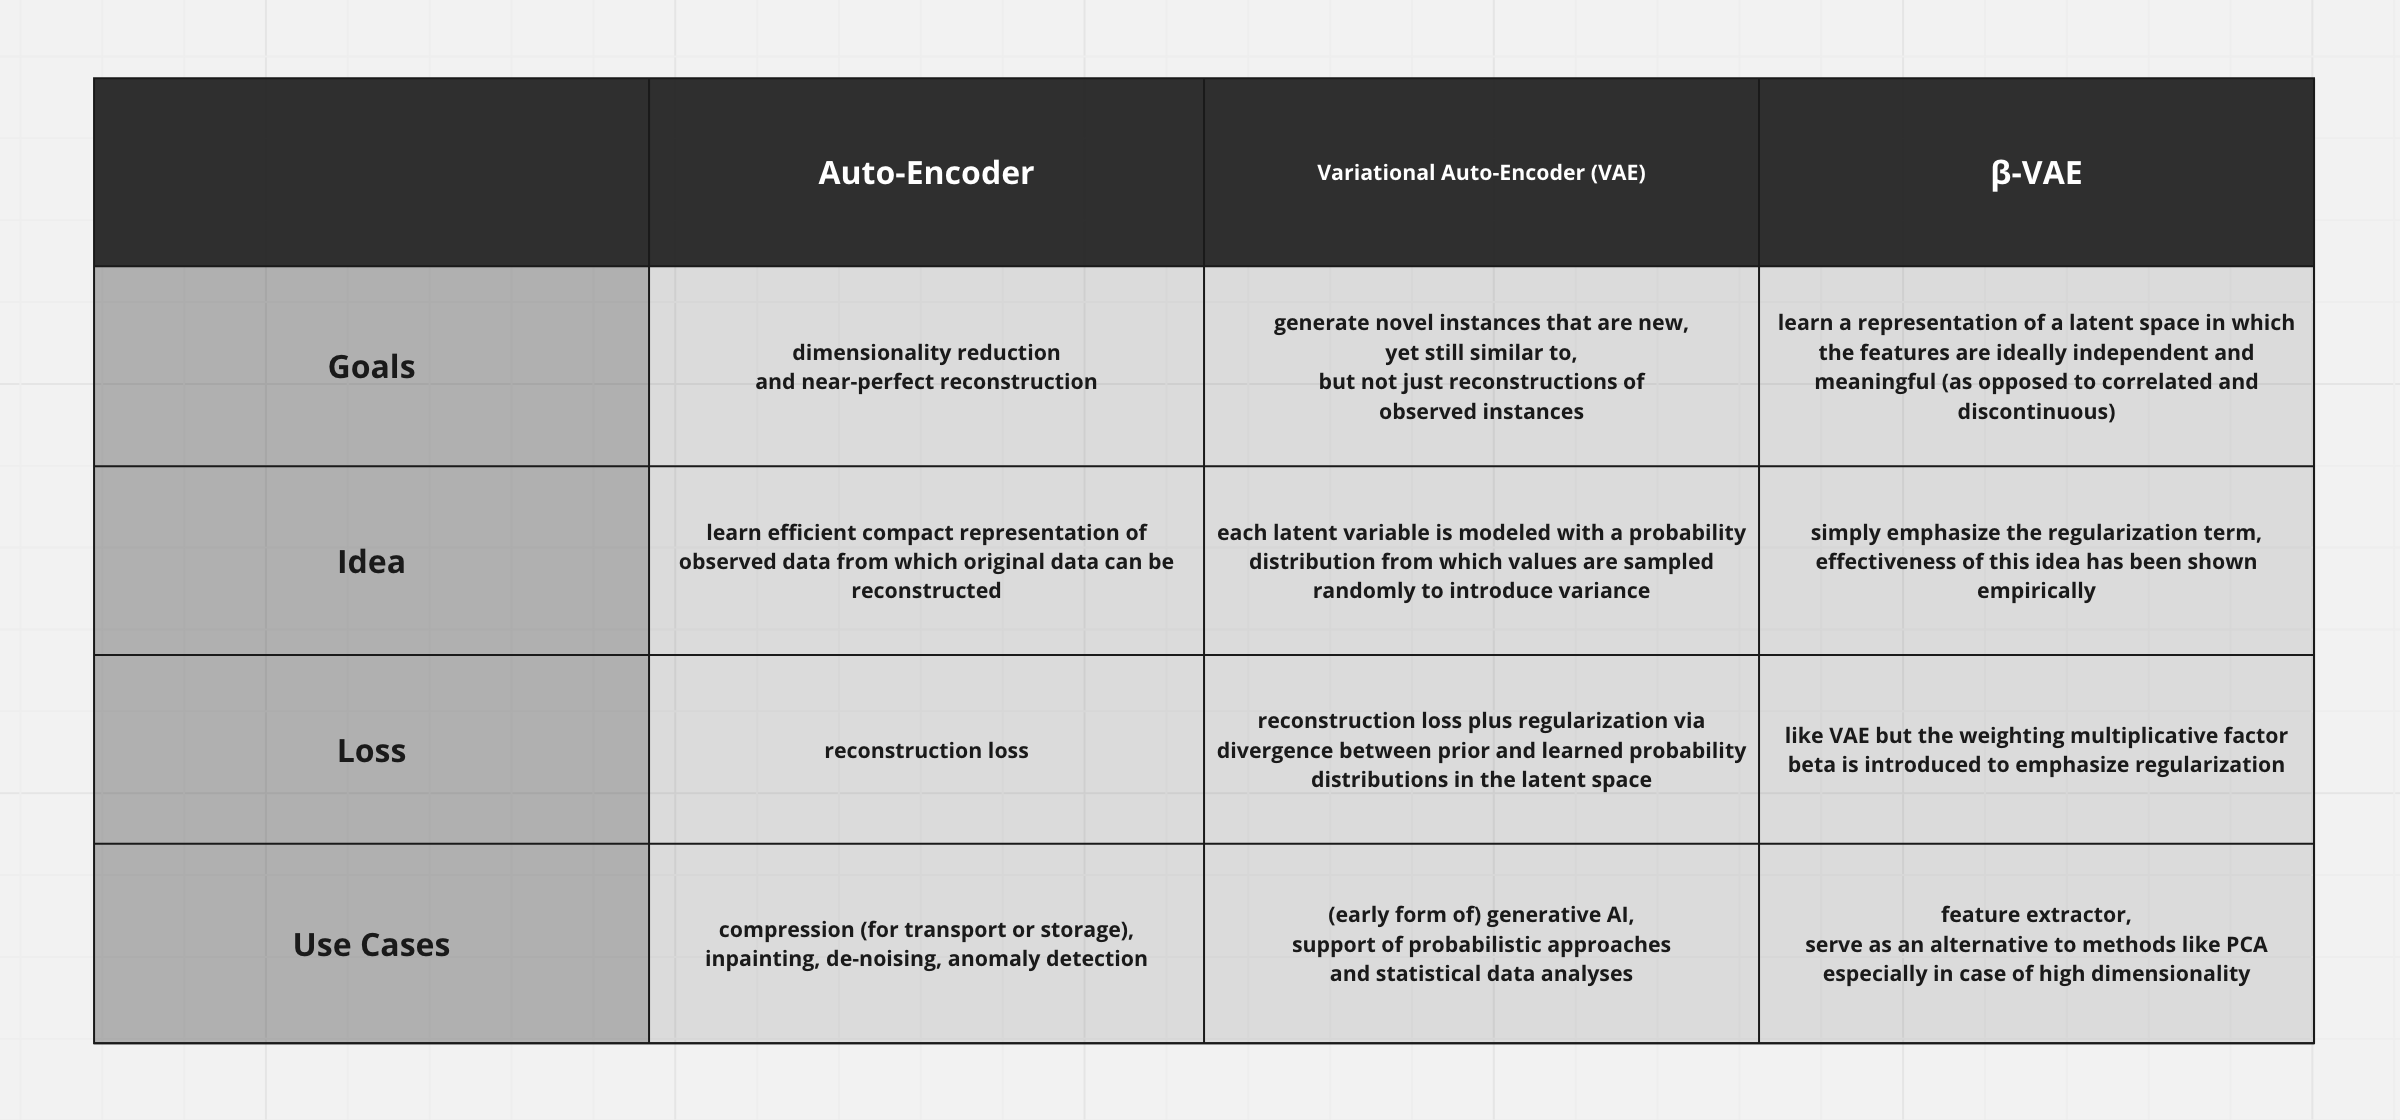 Auto-Encoder
Variational Auto-Encoder (VAE)
β-VAE
Goals
dimensionality reduction
and near-perfect reconstruction
generate novel instances that are new,
yet still similar to,
but not just reconstructions of
observed instances
learn a representation of a latent space in which
the features are ideally independent and
meaningful (as opposed to correlated and
discontinuous)
Idea
learn efficient compact representation of
observed data from which original data can be
reconstructed
each latent variable is modeled with a probability
distribution from which values are sampled
randomly to introduce variance
simply emphasize the regularization term,
effectiveness of this idea has been shown
empirically
Loss
reconstruction loss
reconstruction loss plus regularization via
divergence between prior and learned probability
distributions in the latent space
like VAE but the weighting multiplicative factor
beta is introduced to emphasize regularization
Use Cases
compression (for transport or storage),
inpainting, de-noising, anomaly detection
(early form of) generative AI,
support of probabilistic approaches
and statistical data analyses
feature extractor,
serve as an alternative to methods like PCA
especially in case of high dimensionality